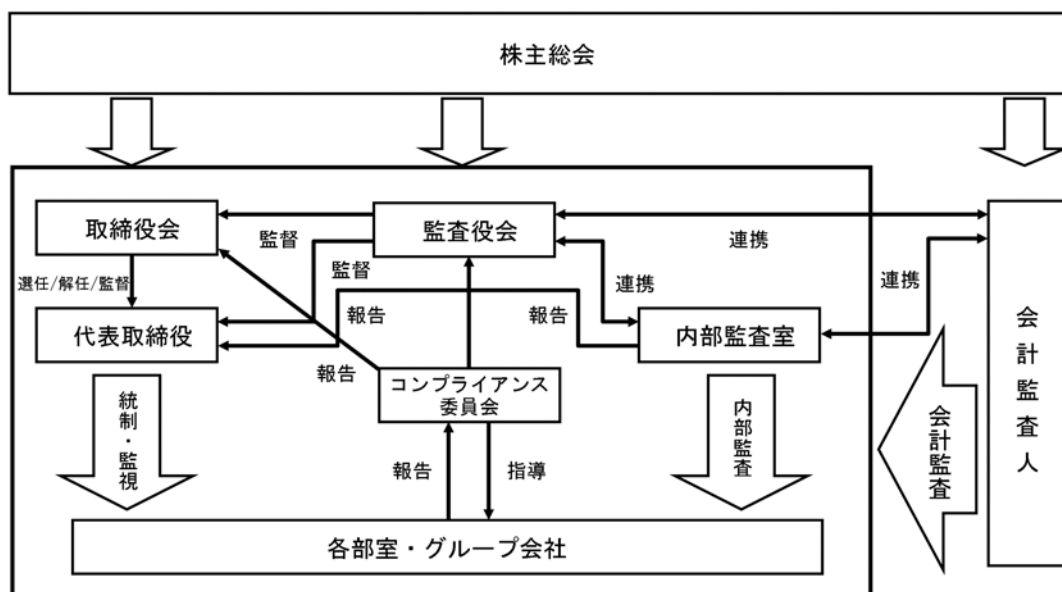 株主総会
取締役会
監督
監査役会
連携
監督
選任/解任/監督
連携
連携
代表取締役
報告
報告
内部監査室
報告
コンプライアンス
委員会
統制・監視
報告
指導
内部監査
会計監査
会計監査人
各部室・グループ会社